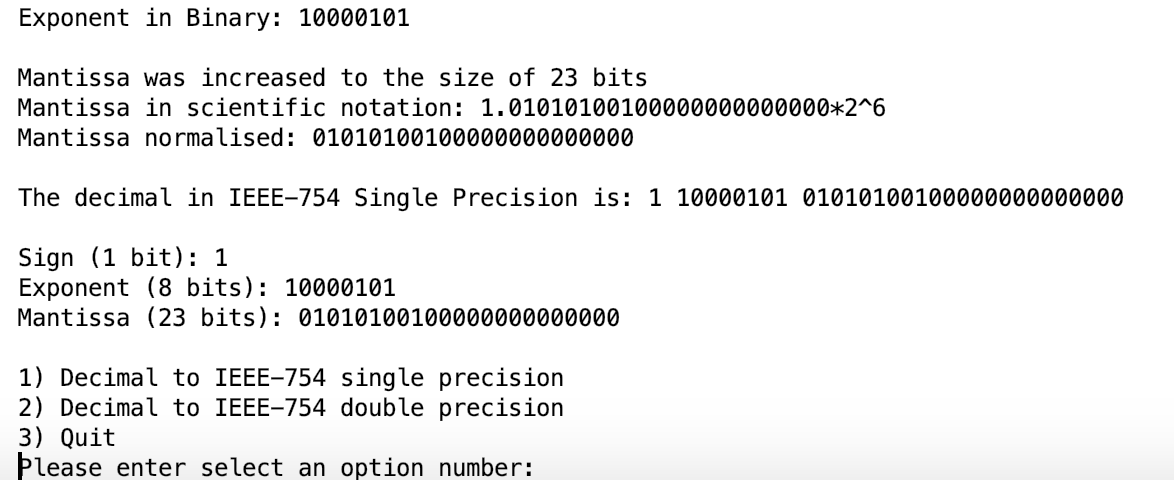 Exponent in Binary: 10000101
Mantissa was increased to the size of 23 bits
Mantissa in scientific notation: 1.01010100100000000000000*2^6
Mantissa normalised: 01010100100000000000000
The decimal in IEEE-754 Single Precision is: 1 10000101 01010100100000000000000
Sign (1 bit): 1
Exponent (8 bits): 10000101
Mantissa (23 bits): 01010100100000000000000
1) Decimal to IEEE-754 single precision
2) Decimal to IEEE-754 double precision
3) Quit
Please enter select an option number: